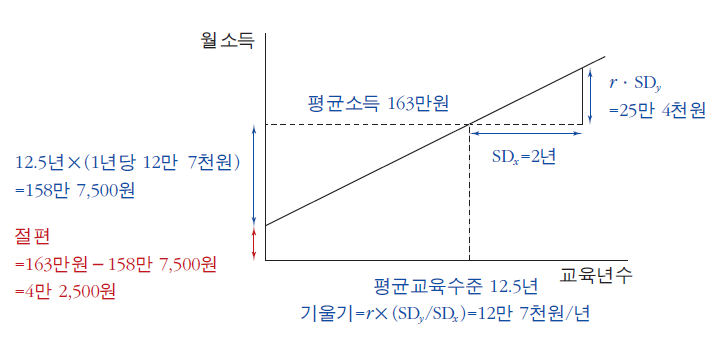 월소득
평균소득 163만원
r · SDy
=25만 4천원
12.5년×(1년당 12만 7천원)
=158만 7,500원
SDx=2년
절편
=163만원 – 158만 7,500원
=4만 2,500원
평균교육수준 12.5년
교육년수
기울기=r×(SDy/SDx)=12만 7천원/년